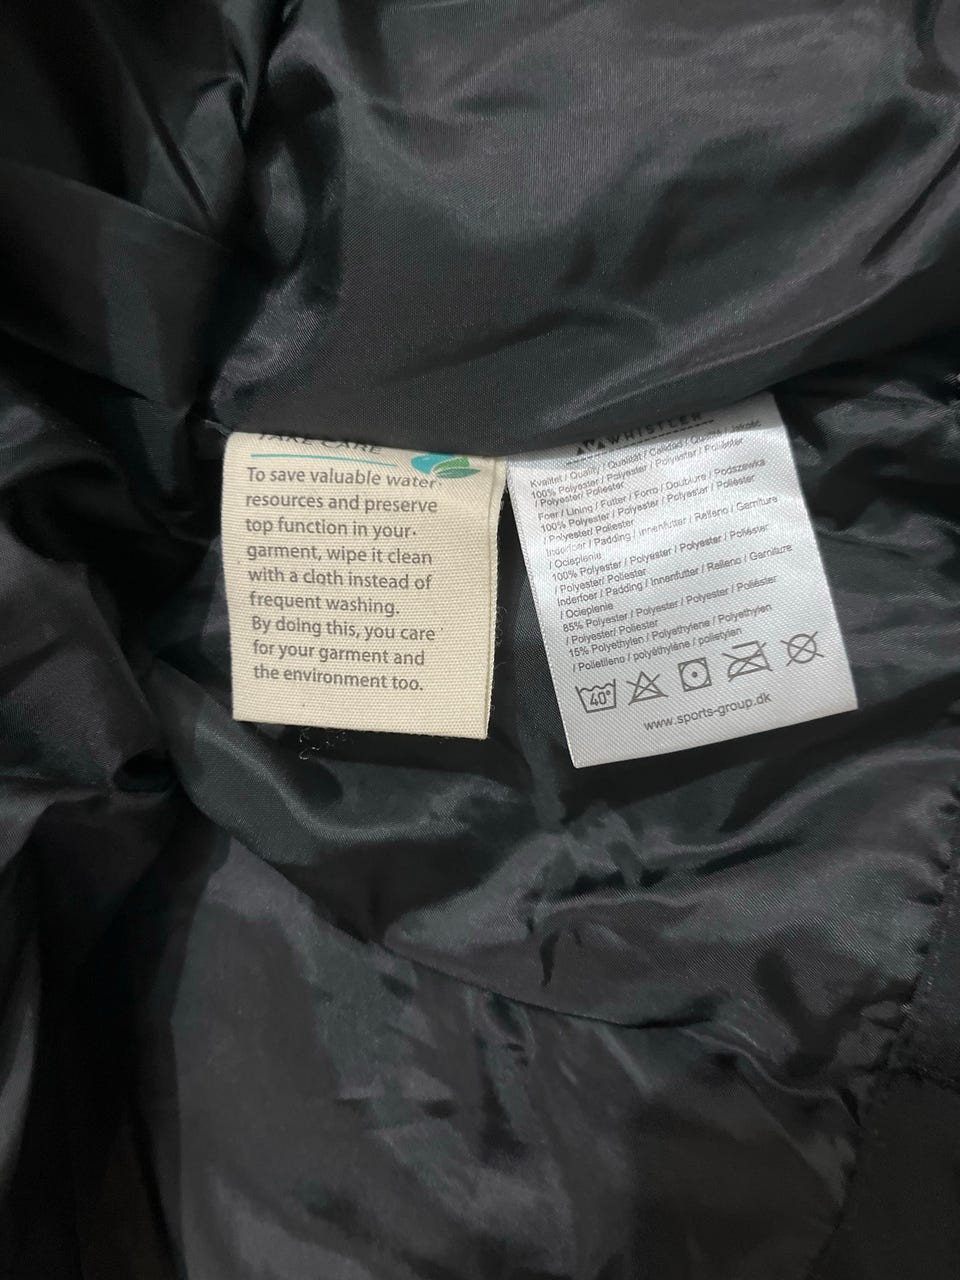 TAKE CARE
To save valuable water
resources and preserve
top function in your
garment, wipe it clean
with a cloth instead of
frequent washing.
By doing this, you care
for your garment and
the environment too.
WHISTLER
Kvalitet / Quality / Qualität / Calidad / Qualité / Jakość
100% Polyester / Polyester / Polyester / Poliéster
/ Polyester/ Poliester
Foer / Lining / Futter / Forro / Doublure / Podszewka
100% Polyester / Polyester / Polyester / Poliéster
/ Polyester/ Poliester
Inderfoer / Padding / Innenfutter / Relleno / Garniture
/ Ocieplenie
100% Polyester / Polyester / Polyester / Poliéster
/ Polyester/ Poliester
Inderfoer / Padding / Innenfutter / Relleno / Garniture
/ Ocieplenie
85% Polyester / Polyester / Polyester / Poliéster
/ Polyester/ Poliester
15% Polyethylen / Polyethylene / Polyethylen
/ Polietileno / polyéthylène / polietylen
40°
www.sports-group.dk